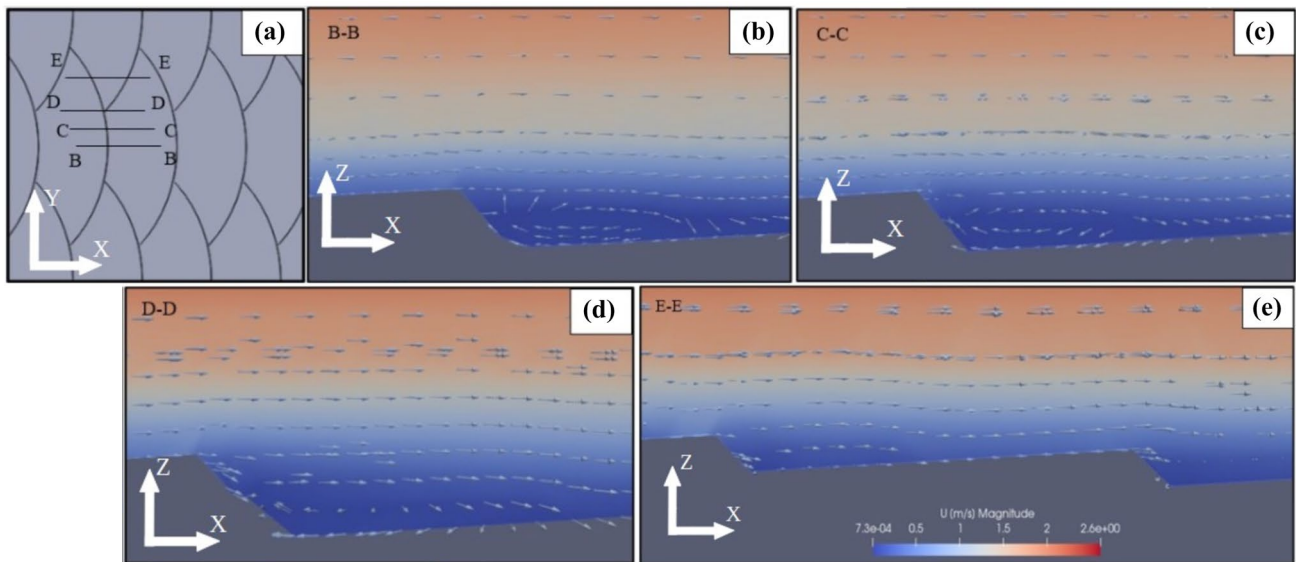 (a)
E E
D D
C C
B B
Y
X
B-B
(b)
Z
X
C-C
(c)
Z
X
D-D
(d)
Z
X
E-E
(e)
Z
X
U (m/s) Magnitude
7.3e-04 0.5 1 1.5 2 2.6e+00